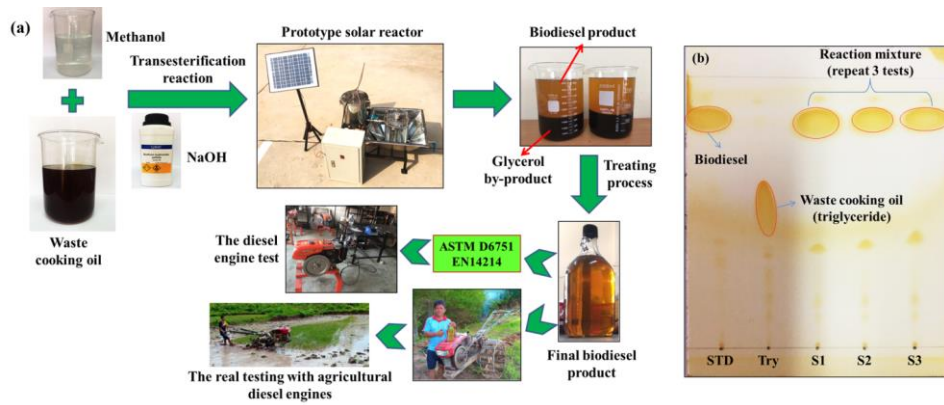 (a)
Methanol
Transesterification
reaction
NaOH
Waste
cooking oil
Prototype solar reactor
Biodiesel product
Glycerol
by-product
Treating
process
The diesel
engine test
ASTM D6751
EN14214
Final biodiesel
product
The real testing with agricultural
diesel engines
(b)
Reaction mixture
(repeat 3 tests)
Biodiesel
Waste cooking oil
(triglyceride)
STD
Try
S1
S2
S3